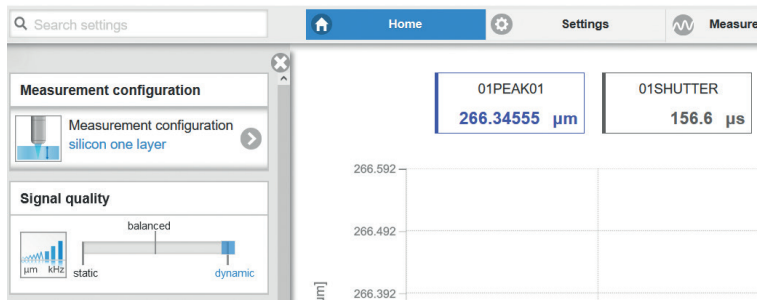 Search settings
Home
Settings
Measure
Measurement configuration
Measurement configuration
silicon one layer
Signal quality
balanced
static
dynamic
µm kHz
01PEAK01
266.34555 µm
01SHUTTER
156.6 µs
266.592
266.492
266.392
µm]